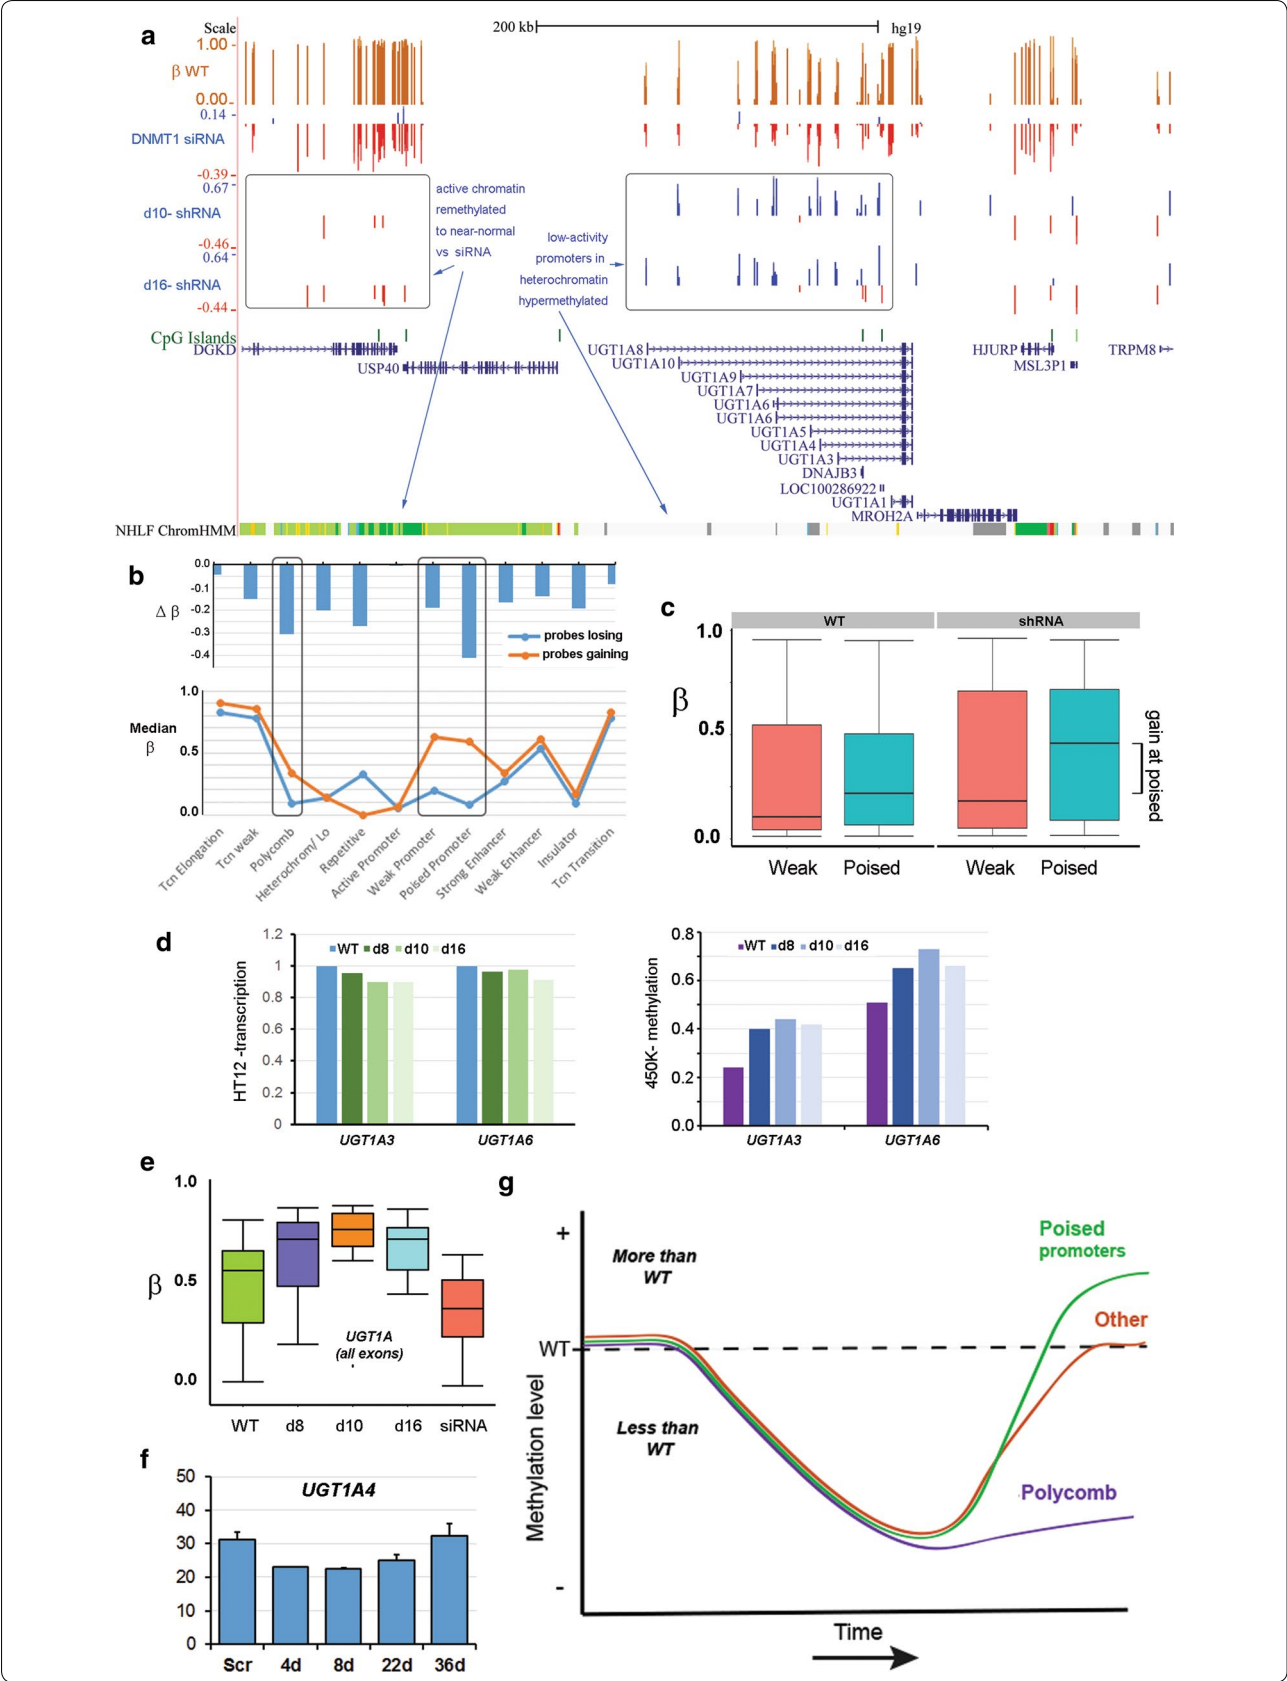 a
Scale
200 kb
hg19
1.00
β WT
0.00
0.14
DNMT1 siRNA
-0.39
0.67
d10- shRNA
-0.46
0.64
d16- shRNA
-0.44
active chromatin
remethylated
to near-normal
vs siRNA
low-activity
promoters in
heterochromatin
hypermethylated
CpG Islands
DGKD
USP40
UGT1A8
UGT1A10
UGT1A9
UGT1A7
UGT1A6
UGT1A6
UGT1A5
UGT1A4
UGT1A3
DNAJB3
LOC100286922
UGT1A1
MROH2A
HJURP
MSL3P1
TRPM8
NHLF ChromHMM
b
0.0
-0.1
Δ β
-0.2
-0.3
-0.4
probes losing
probes gaining
1.0
Median
β
0.5
0.0
Tcn Elongation
Tcn weak
Polycomb
Heterochrom/ Lo
Repetitive
Active Promoter
Weak Promoter
Poised Promoter
Strong Enhancer
Weak Enhancer
Insulator
Tcn Transition
c
WT
shRNA
1.0
β
0.5
0.0
gain at poised
Weak
Poised
Weak
Poised
d
1.2
1
0.8
0.6
0.4
0.2
0
HT12 -transcription
WT d8 d10 d16
UGT1A3
UGT1A6
0.8
0.6
0.4
0.2
0.0
450K- methylation
WT d8 d10 d16
UGT1A3
UGT1A6
e
1.0
β
0.5
0.0
UGT1A
(all exons)
WT
d8
d10
d16
siRNA
f
50
40
30
20
10
0
UGT1A4
Scr
4d
8d
22d
36d
g
+
More than
WT
WT
Less than
WT
-
Methylation level
Poised
promoters
Other
Polycomb
Time